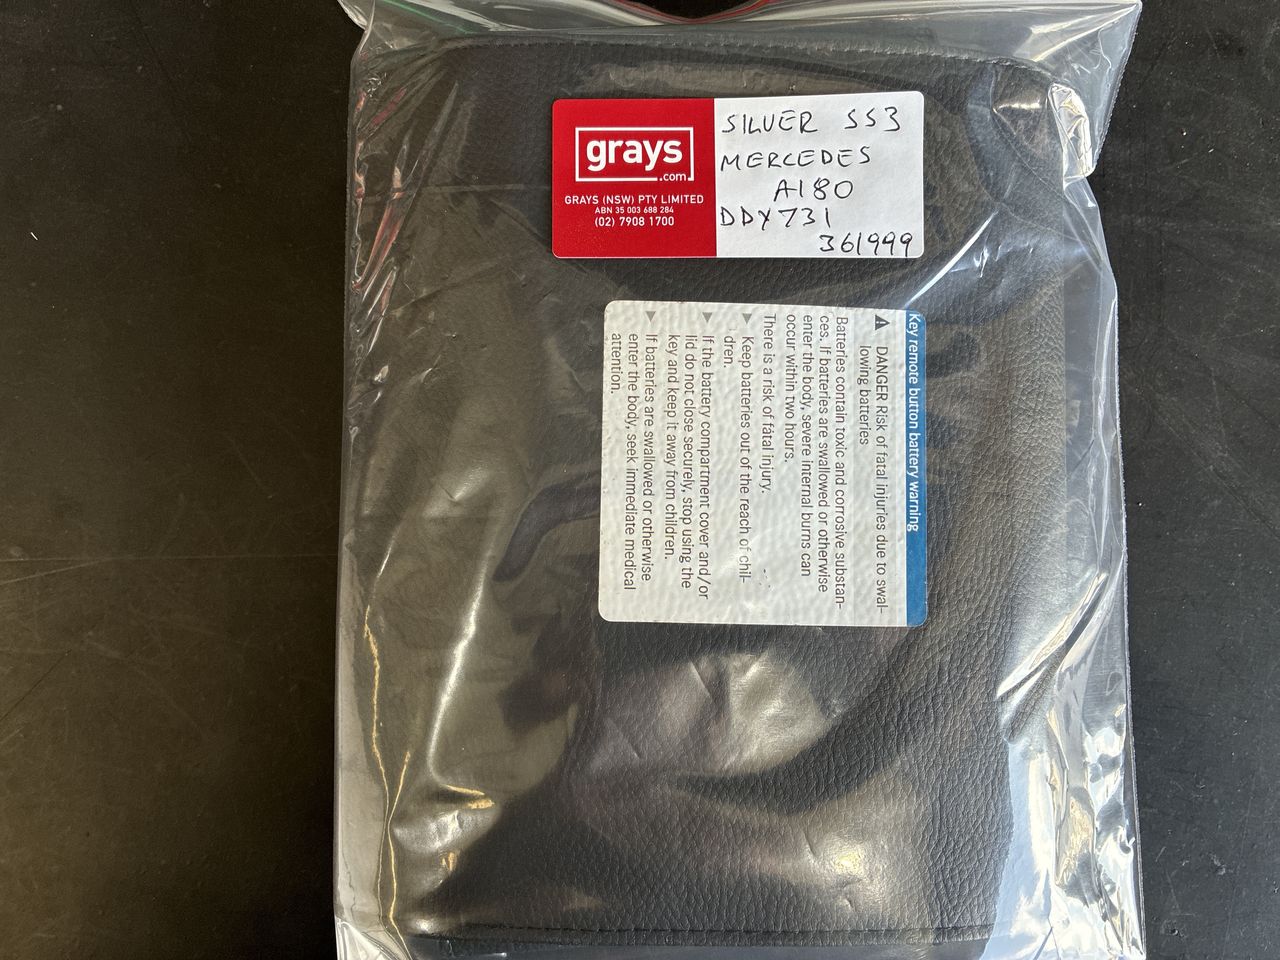 grays
.com
GRAYS (NSW) PTY LIMITED
ABN 35 003 688 284
(02) 7908 1700
SILVER SS3
MERCEDES
A180
DDY731
361999
Key remote button battery warning
DANGER Risk of fatal injuries due to swal-
lowing batteries
Batteries contain toxic and corrosive substan-
ces. If batteries are swallowed or otherwise
enter the body, severe internal burns can
occur within two hours.
There is a risk of fatal injury.
Keep batteries out of the reach of chil-
dren.
If the battery compartment cover and/or
lid do not close securely, stop using the
key and keep it away from children.
If batteries are swallowed or otherwise
enter the body, seek immediate medical
attention.